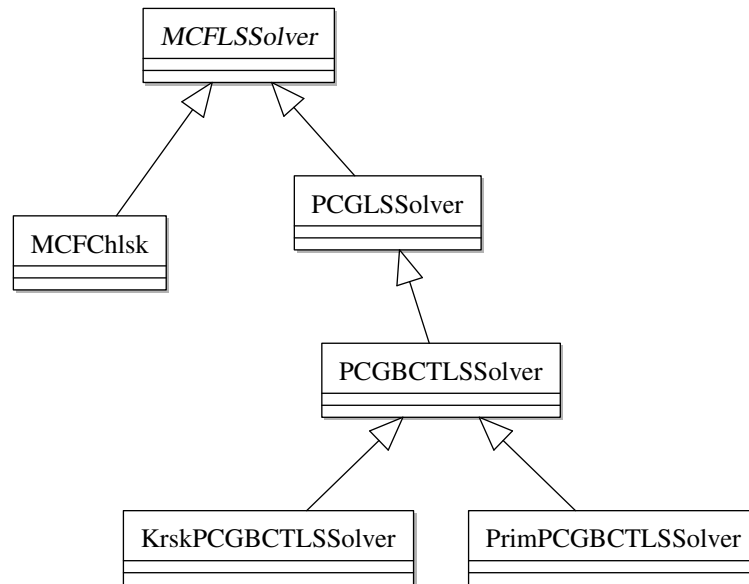 MCFLSSolver
PCGLSSolver
MCFChlsk
PCGBCTLSSolver
KrskPCGBCTLSSolver
PrimPCGBCTLSSolver